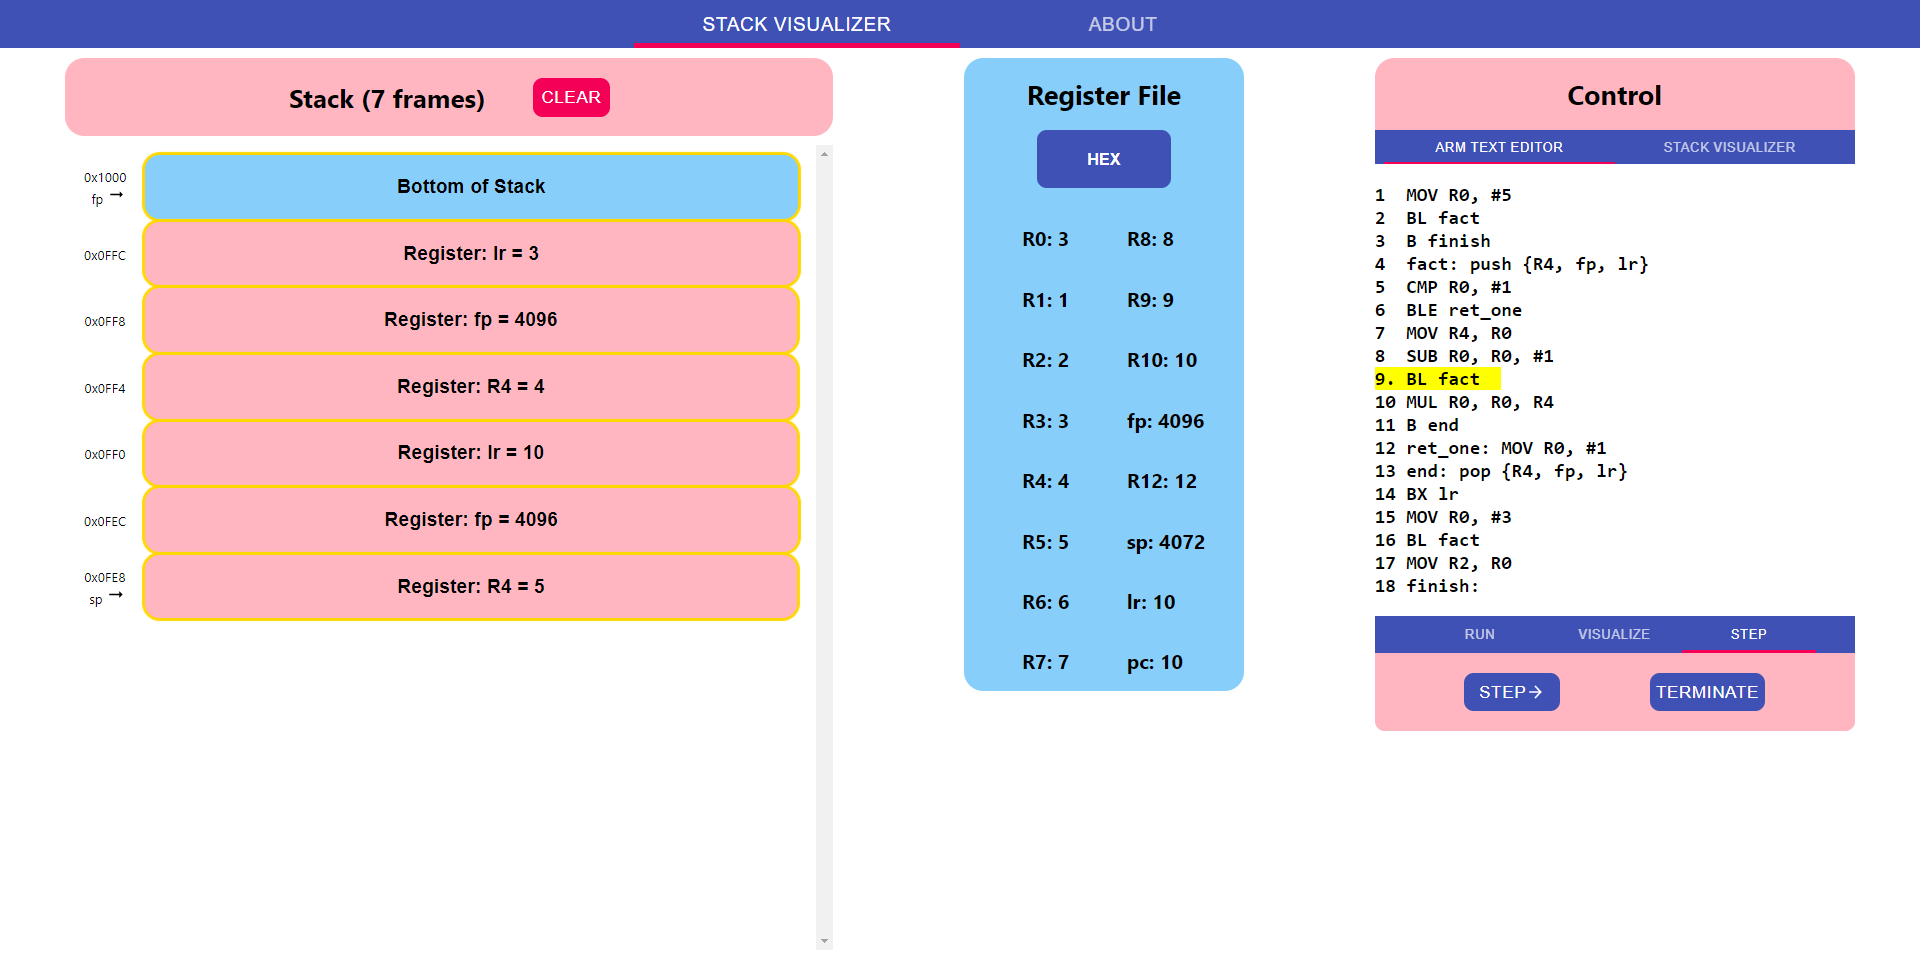 STACK VISUALIZER ABOUT
Stack (7 frames) CLEAR
0x1000
fp → Bottom of Stack
0x0FFC Register: lr = 3
0x0FF8 Register: fp = 4096
0x0FF4 Register: R4 = 4
0x0FF0 Register: lr = 10
0x0FEC Register: fp = 4096
0x0FE8
sp → Register: R4 = 5
Register File
HEX
R0: 3 R8: 8
R1: 1 R9: 9
R2: 2 R10: 10
R3: 3 fp: 4096
R4: 4 R12: 12
R5: 5 sp: 4072
R6: 6 lr: 10
R7: 7 pc: 10
Control
ARM TEXT EDITOR STACK VISUALIZER
1 MOV R0, #5
2 BL fact
3 B finish
4 fact: push {R4, fp, lr}
5 CMP R0, #1
6 BLE ret_one
7 MOV R4, R0
8 SUB R0, R0, #1
9. BL fact
10 MUL R0, R0, R4
11 B end
12 ret_one: MOV R0, #1
13 end: pop {R4, fp, lr}
14 BX lr
15 MOV R0, #3
16 BL fact
17 MOV R2, R0
18 finish:
RUN VISUALIZE STEP
STEP→ TERMINATE